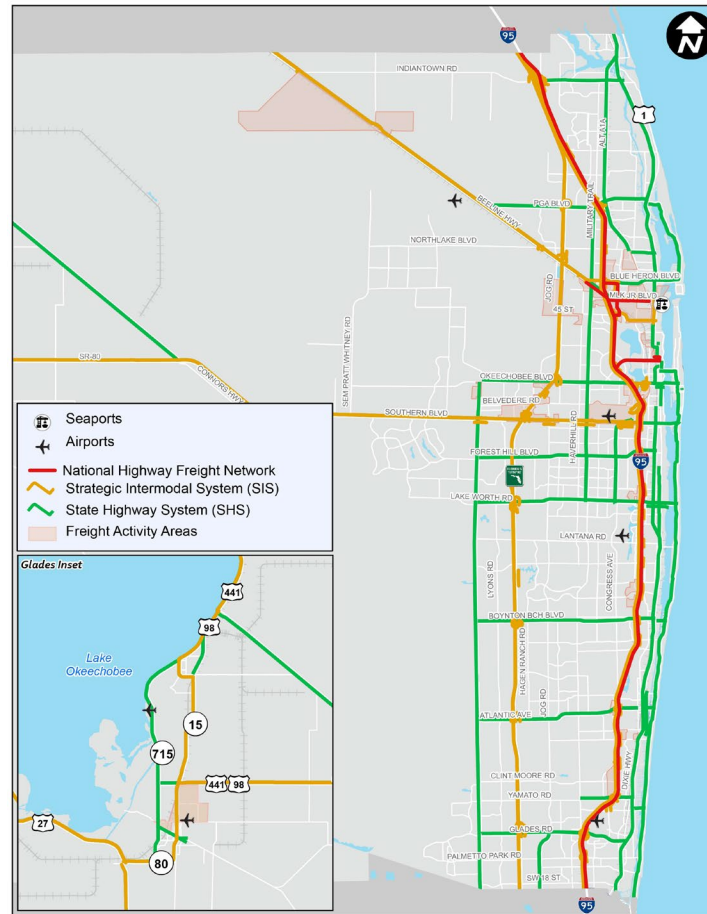 95
N
INDIANTOWN RD
1
ALT A1A
MILITARY TRAIL
BEELINE HWY
PGA BLVD
NORTHLAKE BLVD
BLUE HERON BLVD
MLK JR BLVD
JOG RD
45 ST
SEM PRATT WHITNEY RD
SR-80
CONNORS HWY
OKEECHOBEE BLVD
BELVEDERE RD
SOUTHERN BLVD
HAVERHILL RD
FOREST HILL BLVD
95
LAKE WORTH RD
LANTANA RD
LYONS RD
CONGRESS AVE
BOYNTON BCH BLVD
HAGEN RANCH RD
JOG RD
ATLANTIC AVE
DIXIE HWY
CLINT MOORE RD
YAMATO RD
GLADES RD
PALMETTO PARK RD
SW 18 ST
95
Seaports
Airports
National Highway Freight Network
Strategic Intermodal System (SIS)
State Highway System (SHS)
Freight Activity Areas
Glades Inset
441
98
Lake
Okeechobee
15
715
441 98
27
80